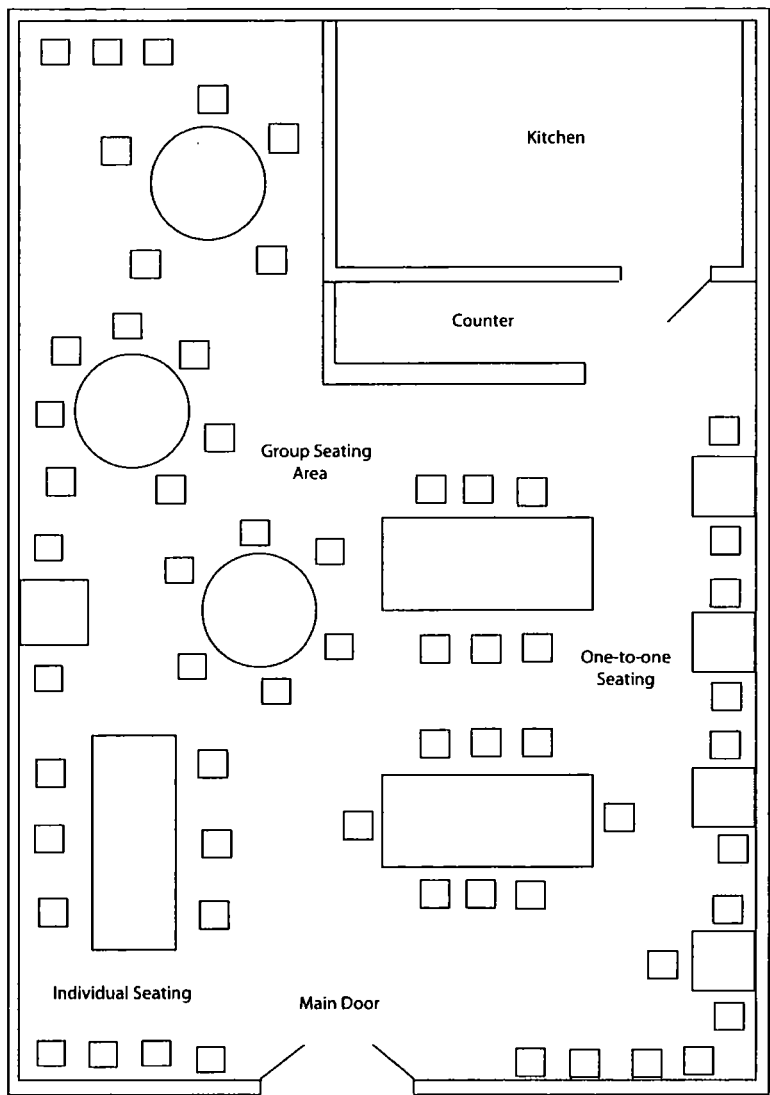 Kitchen
Counter
Group Seating
Area
One-to-one
Seating
Individual Seating
Main Door